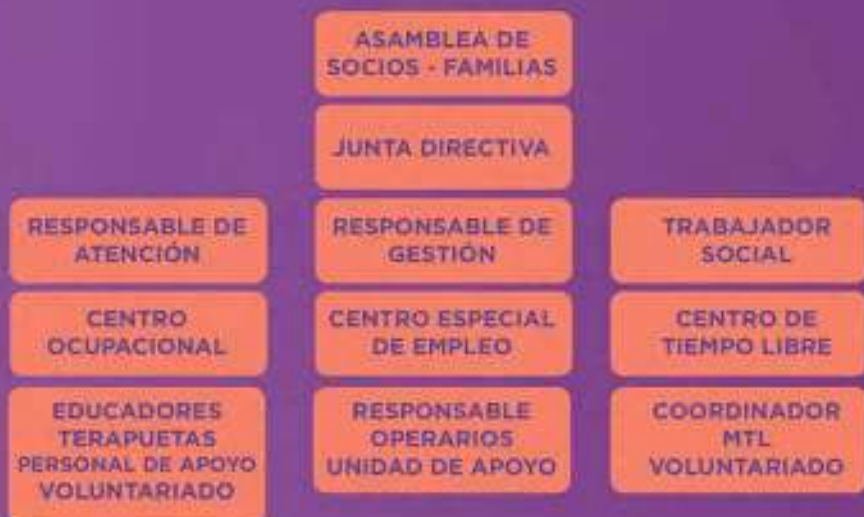 ASAMBLEA DE
SOCIOS - FAMILIAS
JUNTA DIRECTIVA
RESPONSABLE DE
ATENCIÓN
RESPONSABLE DE
GESTIÓN
TRABAJADOR
SOCIAL
CENTRO
OCUPACIONAL
CENTRO ESPECIAL
DE EMPLEO
CENTRO DE
TIEMPO LIBRE
EDUCADORES
TERAPUETAS
PERSONAL DE APOYO
VOLUNTARIADO
RESPONSABLE
OPERARIOS
UNIDAD DE APOYO
COORDINADOR
MTL
VOLUNTARIADO